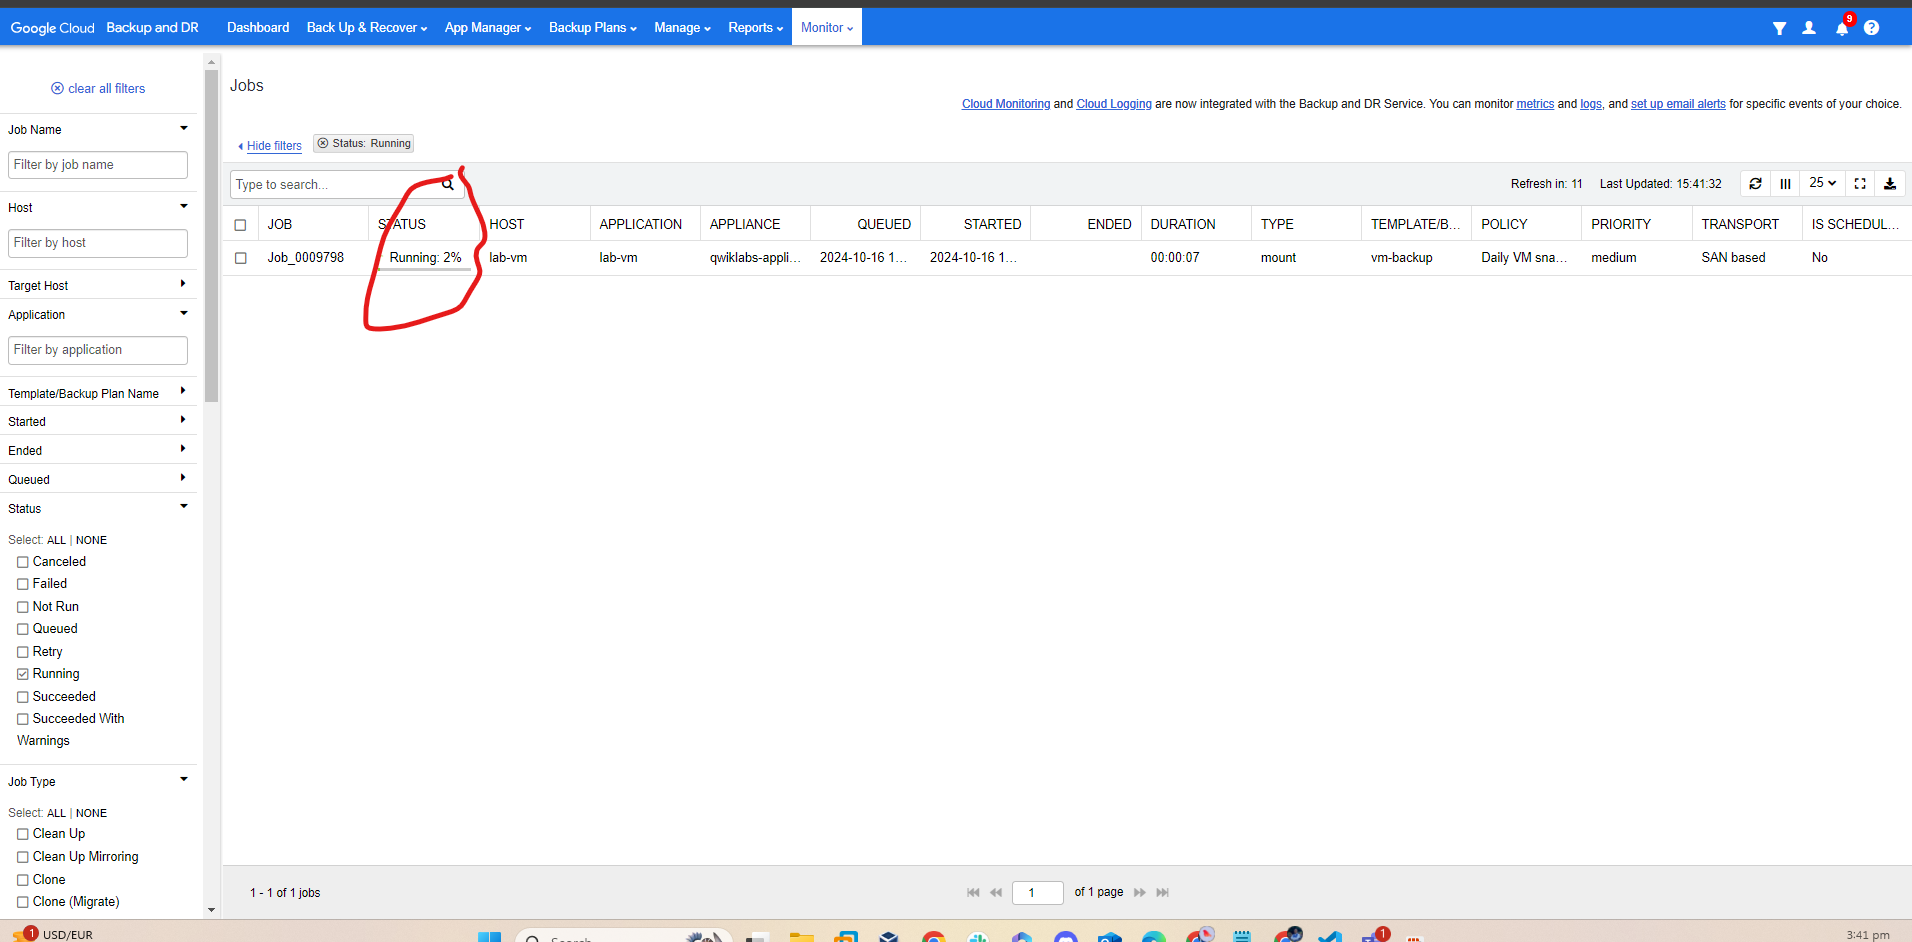 Google Cloud Backup and DR Dashboard Back Up & Recover App Manager Backup Plans Manage Reports Monitor 9
clear all filters
Jobs
Cloud Monitoring and Cloud Logging are now integrated with the Backup and DR Service. You can monitor metrics and logs, and set up email alerts for specific events of your choice.
Hide filters Status: Running
Type to search... Refresh in: 11 Last Updated: 15:41:32 25
JOB STATUS HOST APPLICATION APPLIANCE QUEUED STARTED ENDED DURATION TYPE TEMPLATE/B... POLICY PRIORITY TRANSPORT IS SCHEDUL...
Job_0009798 Running: 2% lab-vm lab-vm qwiklabs-appli... 2024-10-16 1... 2024-10-16 1... 00:00:07 mount vm-backup Daily VM sna... medium SAN based No
Job Name
Filter by job name
Host
Filter by host
Target Host
Application
Filter by application
Template/Backup Plan Name
Started
Ended
Queued
Status
Select: ALL | NONE
Canceled
Failed
Not Run
Queued
Retry
Running
Succeeded
Succeeded With
Warnings
Job Type
Select: ALL | NONE
Clean Up
Clean Up Mirroring
Clone
Clone (Migrate)
1 - 1 of 1 jobs 1 of 1 page
1 USD/EUR Search 1 3:41 pm